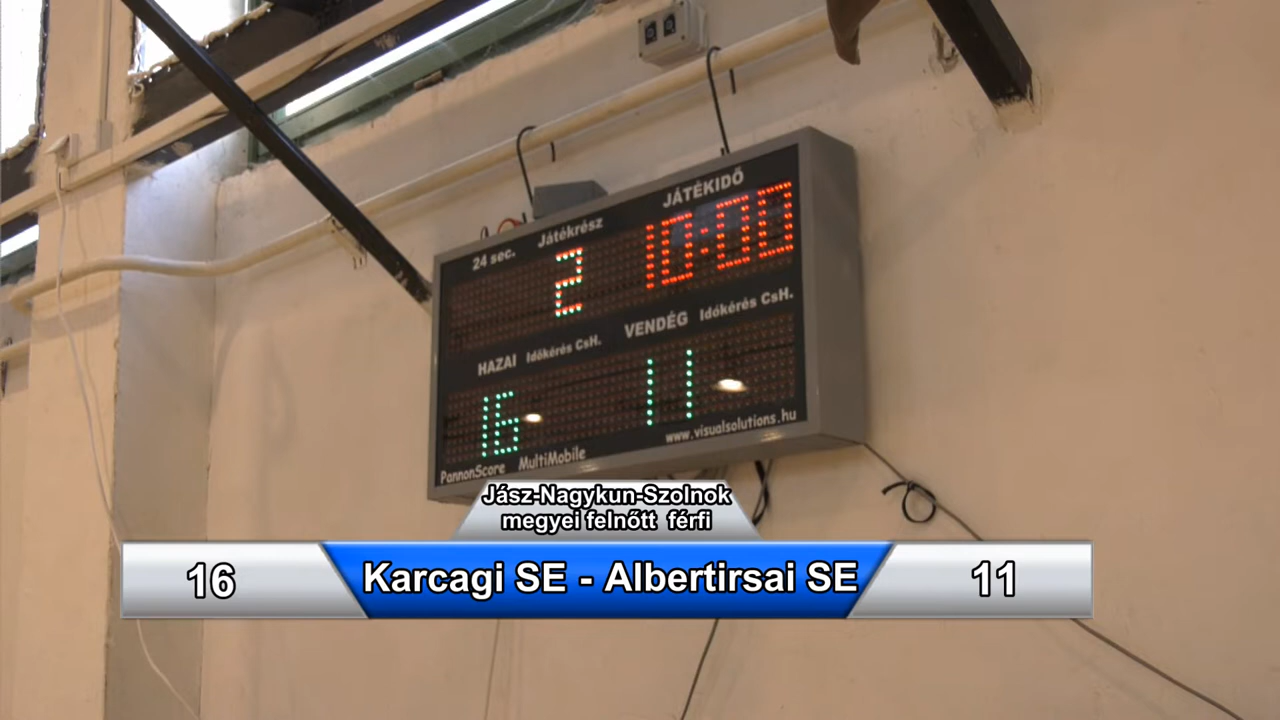 JÁTÉKIDŐ
24 sec. Játékrész
2 10:00
HAZAI Időkérés CsH. VENDÉG Időkérés CsH.
16 11
PannonScore MultiMobile www.visualsolutions.hu
Jász-Nagykun-Szolnok
megyei felnőtt férfi
16 Karcagi SE - Albertirsai SE 11